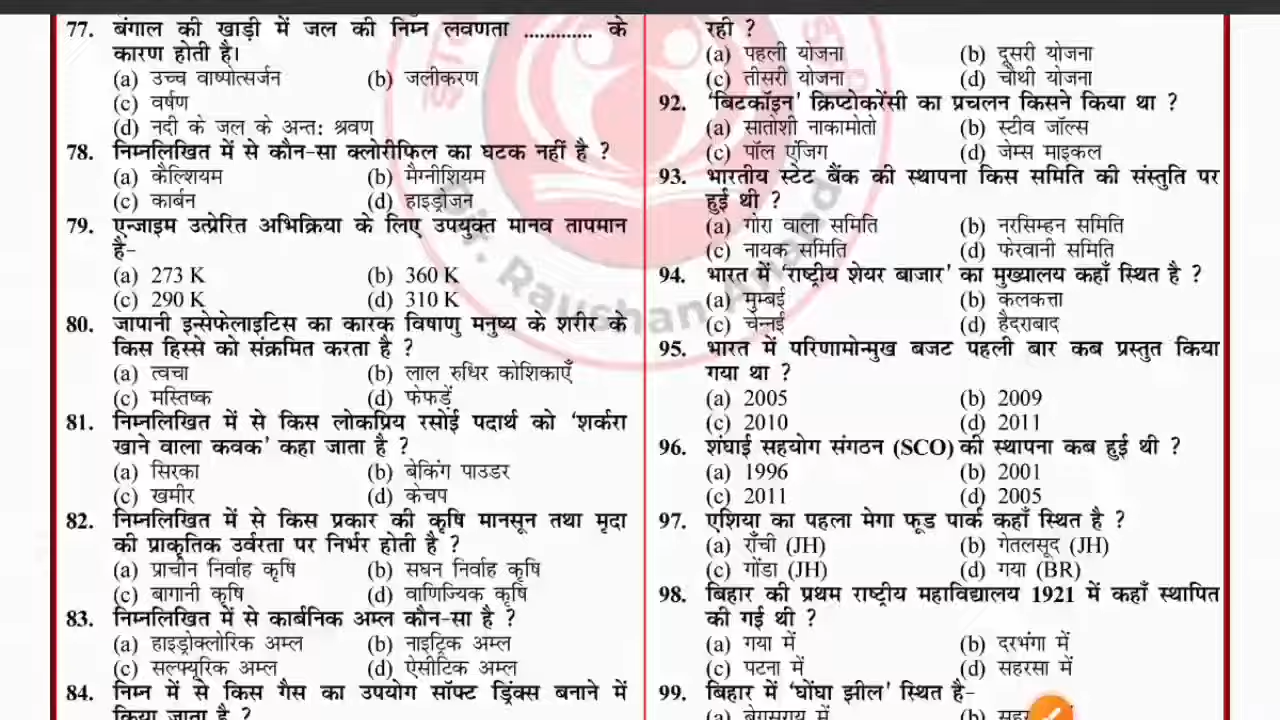 77. बंगाल की खाड़ी में जल की निम्न लवणता ............. के
कारण होती है।
(a) उच्च वाष्पोत्सर्जन (b) जलीकरण
(c) वर्षण
(d) नदी के जल के अन्त: श्रवण
78. निम्नलिखित में से कौन-सा क्लोरीफिल का घटक नहीं है ?
(a) कैल्शियम (b) मैग्नीशियम
(c) कार्बन (d) हाइड्रोजन
79. एन्जाइम उत्प्रेरित अभिक्रिया के लिए उपयुक्त मानव तापमान
है-
(a) 273 K (b) 360 K
(c) 290 K (d) 310 K
80. जापानी इन्सेफेलाइटिस का कारक विषाणु मनुष्य के शरीर के
किस हिस्से को संक्रमित करता है ?
(a) त्वचा (b) लाल रुधिर कोशिकाएँ
(c) मस्तिष्क (d) फेफड़ें
81. निम्नलिखित में से किस लोकप्रिय रसोई पदार्थ को ‘शर्करा
खाने वाला कवक’ कहा जाता है ?
(a) सिरका (b) बेकिंग पाउडर
(c) खमीर (d) केचप
82. निम्नलिखित में से किस प्रकार की कृषि मानसून तथा मृदा
की प्राकृतिक उर्वरता पर निर्भर होती है ?
(a) प्राचीन निर्वाह कृषि (b) सघन निर्वाह कृषि
(c) बागानी कृषि (d) वाणिज्यिक कृषि
83. निम्नलिखित में से कार्बनिक अम्ल कौन-सा है ?
(a) हाइड्रोक्लोरिक अम्ल (b) नाइट्रिक अम्ल
(c) सल्फ्यूरिक अम्ल (d) ऐसीटिक अम्ल
84. निम्न में से किस गैस का उपयोग सॉफ्ट ड्रिंक्स बनाने में
किया जाता है ?
रही ?
(a) पहली योजना (b) दूसरी योजना
(c) तीसरी योजना (d) चौथी योजना
92. ‘बिटकॉइन’ क्रिप्टोकरेंसी का प्रचलन किसने किया था ?
(a) सातोशी नाकामोतो (b) स्टीव जॉल्स
(c) पॉल एंजिग (d) जेम्स माइकल
93. भारतीय स्टेट बैंक की स्थापना किस समिति की संस्तुति पर
हुई थी ?
(a) गोरा वाला समिति (b) नरसिम्हन समिति
(c) नायक समिति (d) फेरवानी समिति
94. भारत में ‘राष्ट्रीय शेयर बाजार’ का मुख्यालय कहाँ स्थित है ?
(a) मुम्बई (b) कलकत्ता
(c) चेन्नई (d) हैदराबाद
95. भारत में परिणामोन्मुख बजट पहली बार कब प्रस्तुत किया
गया था ?
(a) 2005 (b) 2009
(c) 2010 (d) 2011
96. शंघाई सहयोग संगठन (SCO) की स्थापना कब हुई थी ?
(a) 1996 (b) 2001
(c) 2011 (d) 2005
97. एशिया का पहला मेगा फूड पार्क कहाँ स्थित है ?
(a) राँची (JH) (b) गेतलसूद (JH)
(c) गोंडा (JH) (d) गया (BR)
98. बिहार की प्रथम राष्ट्रीय महाविद्यालय 1921 में कहाँ स्थापित
की गई थी ?
(a) गया में (b) दरभंगा में
(c) पटना में (d) सहरसा में
99. बिहार में ‘घोंघा झील’ स्थित है-
(a) बेगूसराय में (b)
Dir. Raushan Anand